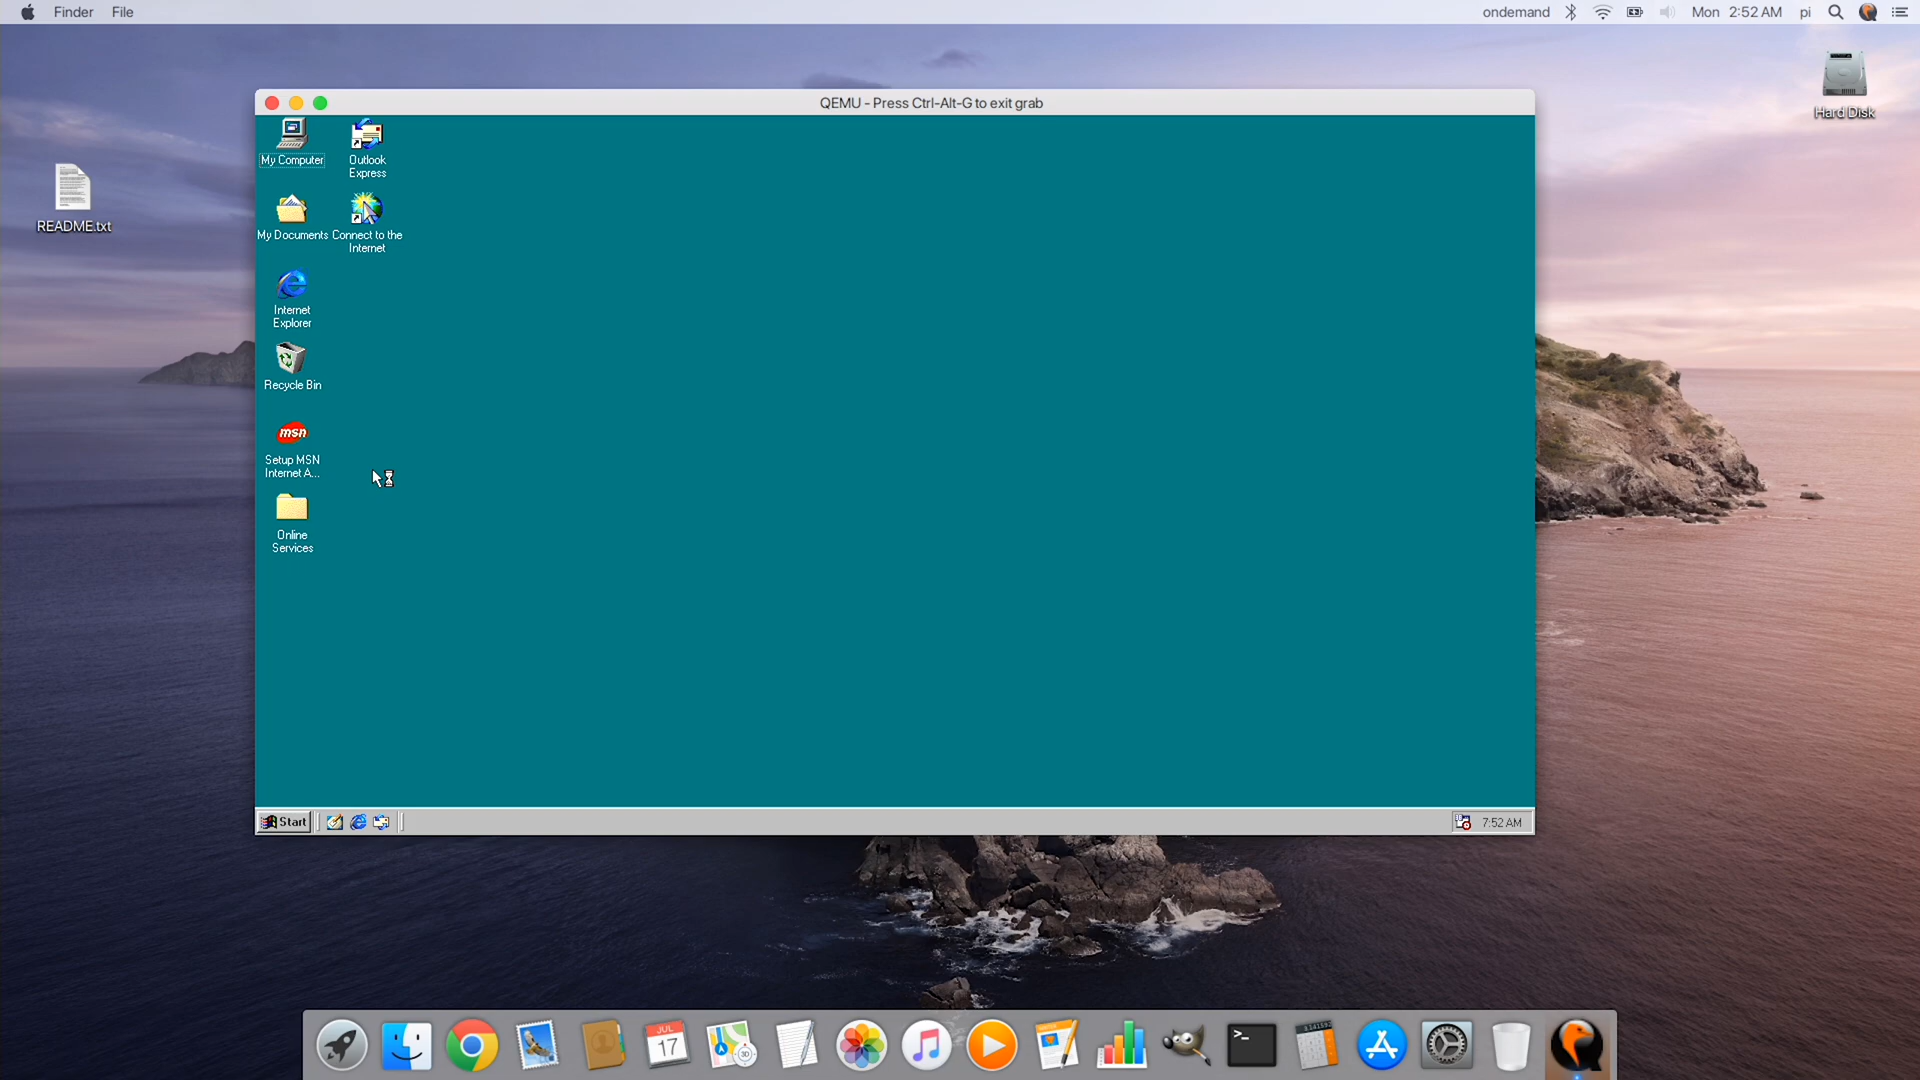 Finder File
ondemand Mon 2:52 AM pi
QEMU - Press Ctrl-Alt-G to exit grab
Hard Disk
README.txt
My Computer
Outlook
Express
My Documents
Connect to the
Internet
Internet
Explorer
Recycle Bin
msn
Setup MSN
Internet A...
Online
Services
Start
7:52 AM
JUL
17
3D
>_